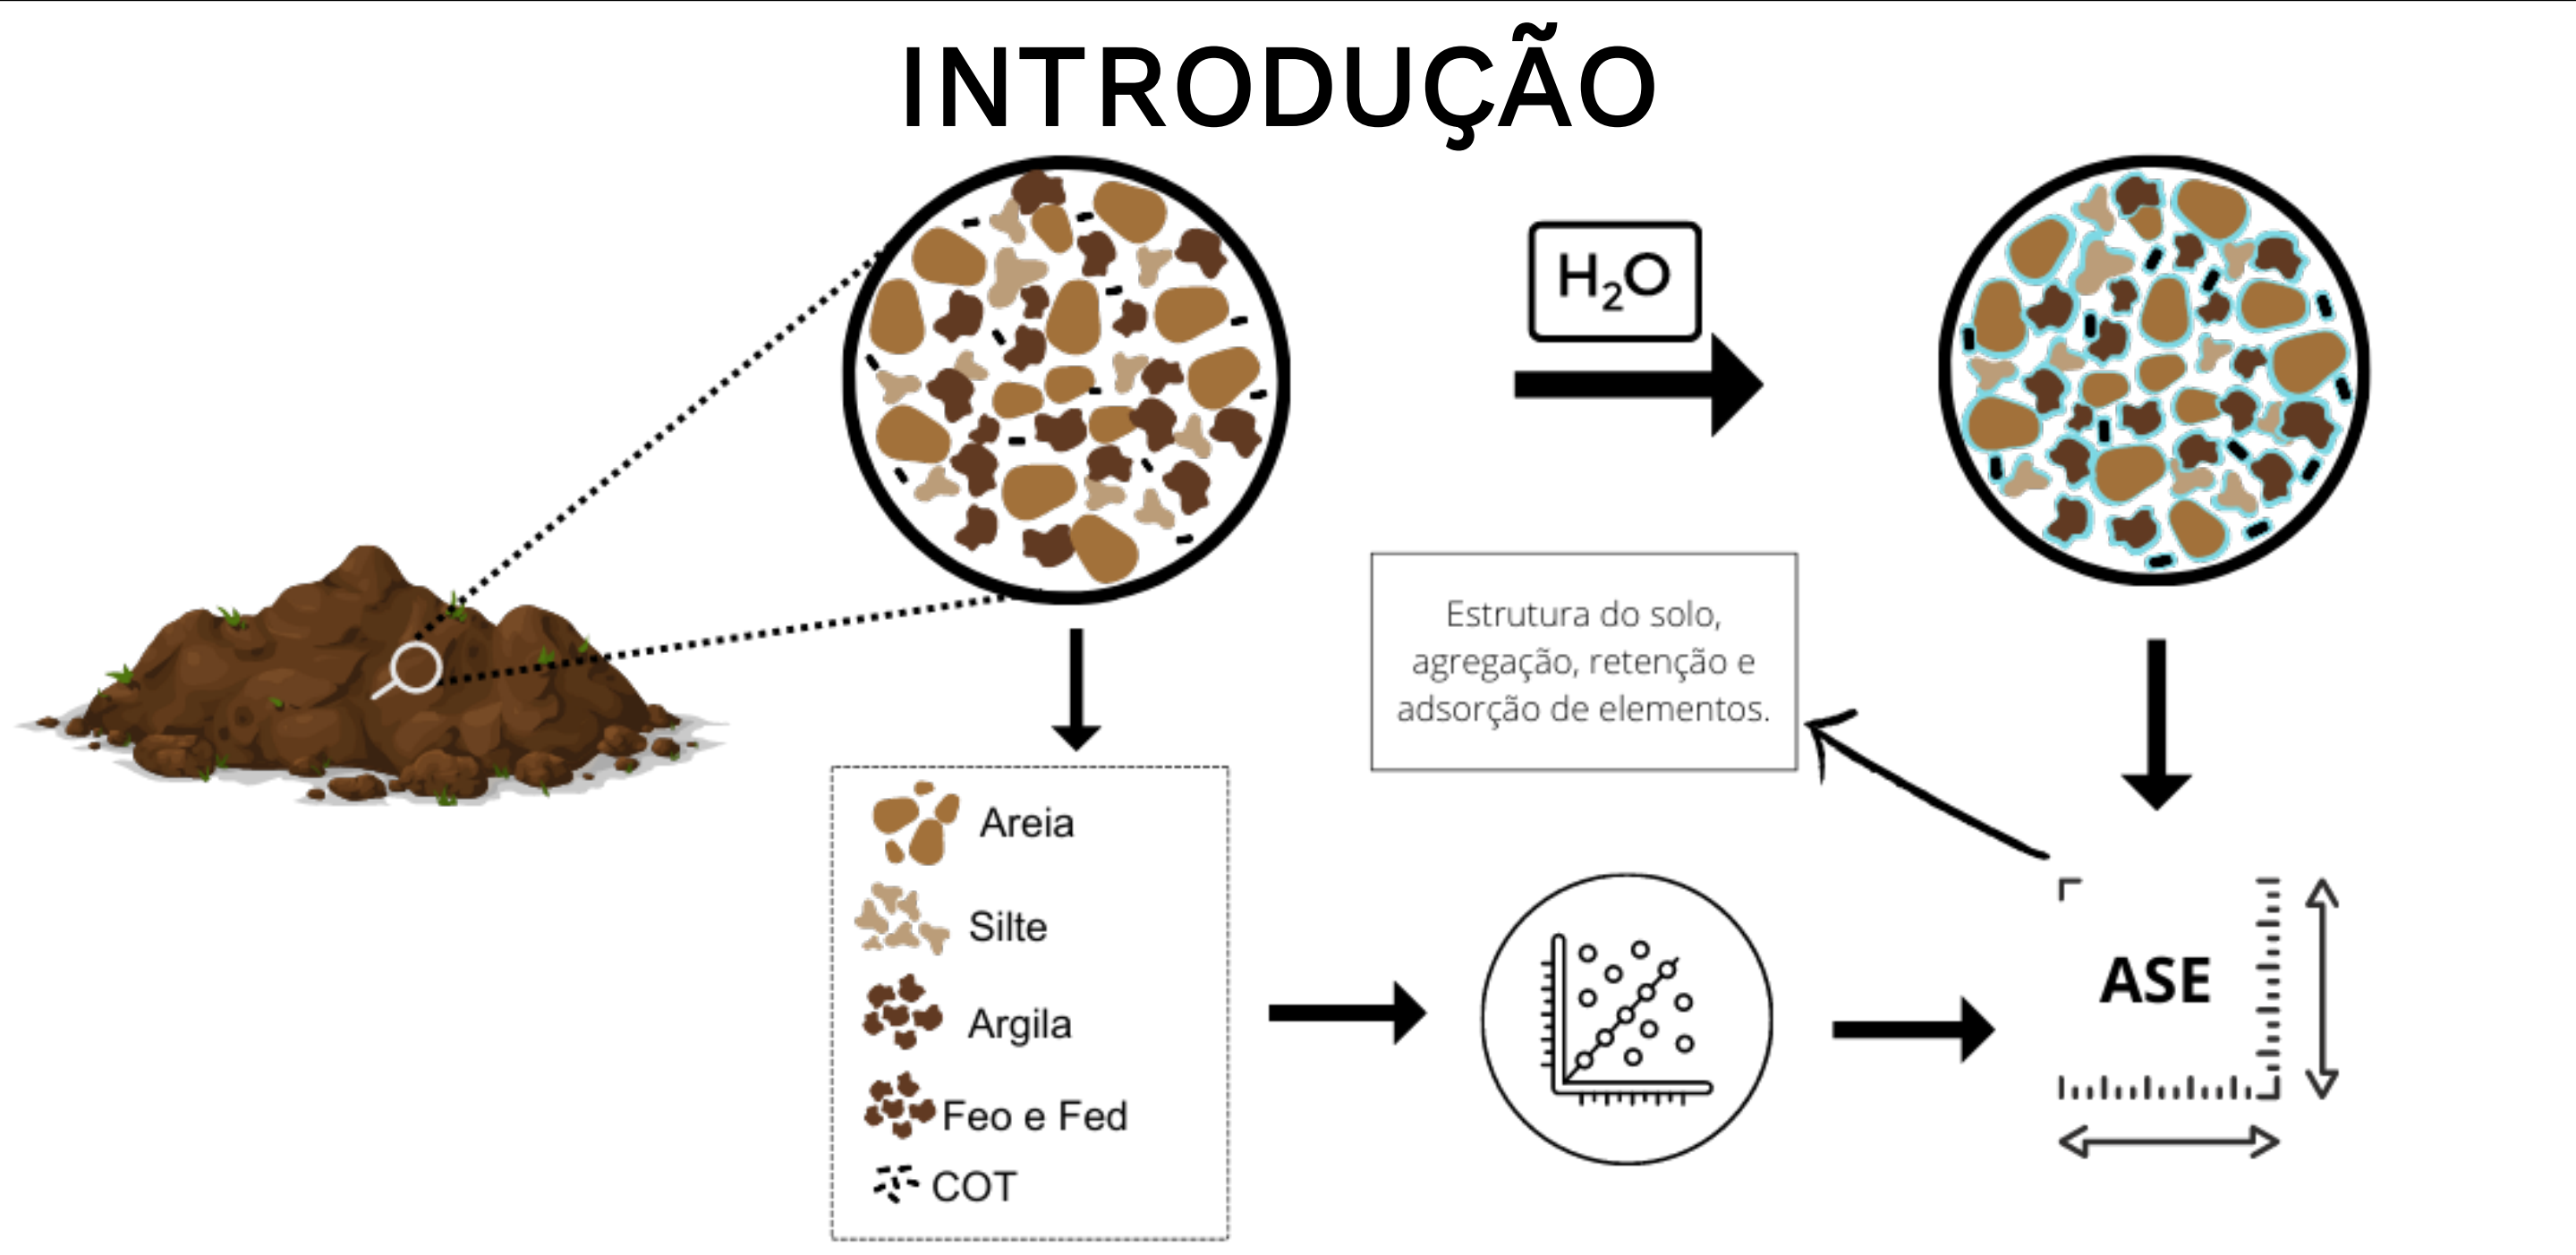 INTRODUÇÃO
H₂O
Estrutura do solo,
agregação, retenção e
adsorção de elementos.
Areia
Silte
Argila
Feo e Fed
COT
ASE